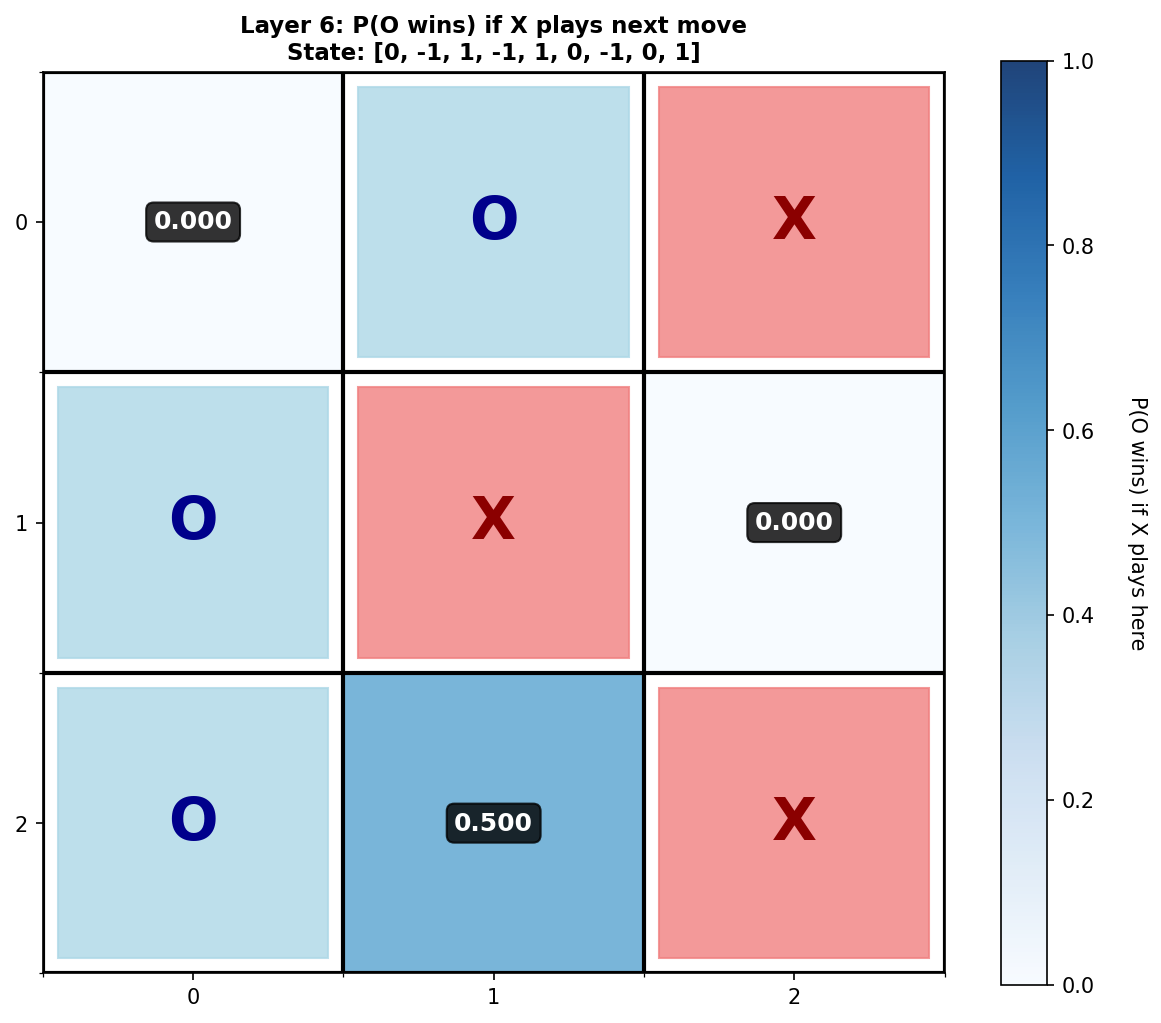 Layer 6: P(O wins) if X plays next move
State: [0, -1, 1, -1, 1, 0, -1, 0, 1]
0.000
O
X
O
X
0.000
O
0.500
X
0
1
2
0
1
2
1.0
0.8
0.6
0.4
0.2
0.0
P(O wins) if X plays here